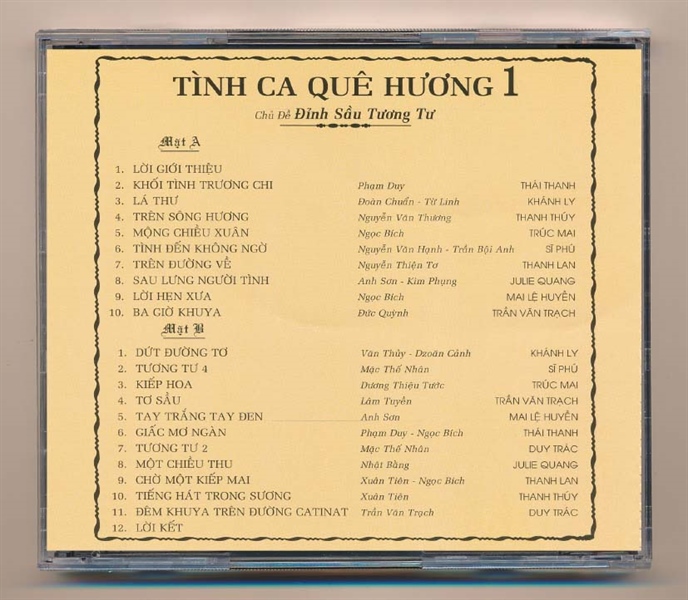 TÌNH CA QUÊ HƯƠNG 1
Chủ Đề Đỉnh Sầu Tương Tư
Mặt A
1. LỜI GIỚI THIỆU
2. KHỐI TÌNH TRƯƠNG CHI Phạm Duy THÁI THANH
3. LÁ THƯ Đoàn Chuẩn - Từ Linh KHÁNH LY
4. TRÊN SÔNG HƯƠNG Nguyễn Văn Thương THANH THÚY
5. MỘNG CHIỀU XUÂN Ngọc Bích TRÚC MAI
6. TÌNH ĐẾN KHÔNG NGỜ Nguyễn Văn Hạnh - Trần Bội Anh SĨ PHÚ
7. TRÊN ĐƯỜNG VỀ Nguyễn Thiện Tơ THANH LAN
8. SAU LƯNG NGƯỜI TÌNH Anh Sơn - Kim Phụng JULIE QUANG
9. LỜI HẸN XƯA Ngọc Bích MAI LỆ HUYỀN
10. BA GIỜ KHUYA Đức Quỳnh TRẦN VĂN TRẠCH
Mặt B
1. DỨT ĐƯỜNG TƠ Văn Thủy - Dzoãn Cảnh KHÁNH LY
2. TƯƠNG TƯ 4 Mặc Thế Nhân SĨ PHÚ
3. KIẾP HOA Dương Thiệu Tước TRÚC MAI
4. TƠ SẦU Lâm Tuyền TRẦN VĂN TRẠCH
5. TAY TRẮNG TAY ĐEN Anh Sơn MAI LỆ HUYỀN
6. GIẤC MƠ NGÀN Phạm Duy - Ngọc Bích THÁI THANH
7. TƯƠNG TƯ 2 Mặc Thế Nhân DUY TRÁC
8. MỘT CHIỀU THU Nhật Bằng JULIE QUANG
9. CHỜ MỘT KIẾP MAI Xuân Tiên - Ngọc Bích THANH LAN
10. TIẾNG HÁT TRONG SƯƠNG Xuân Tiên THANH THÚY
11. ĐÊM KHUYA TRÊN ĐƯỜNG CATINAT Trần Văn Trạch DUY TRÁC
12. LỜI KẾT